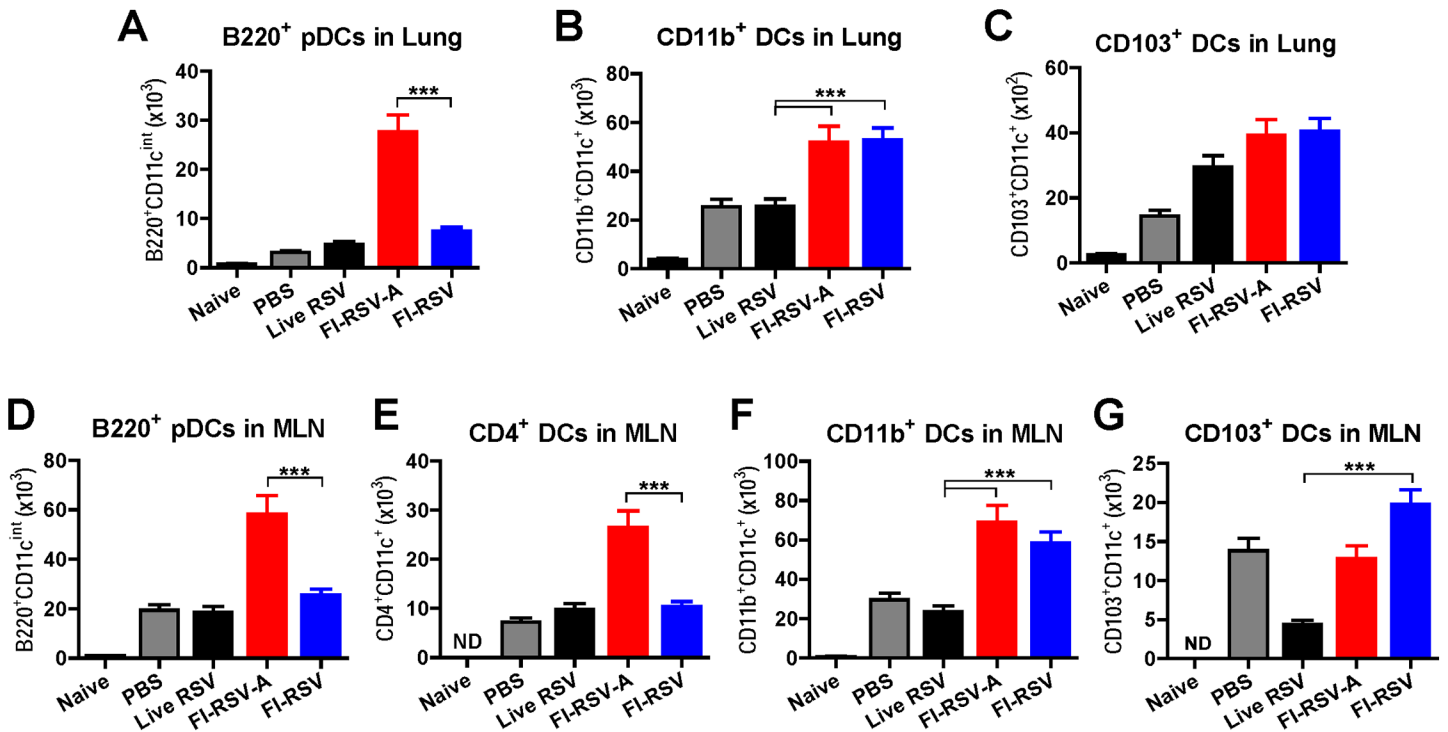 A
B220⁺ pDCs in Lung
B220⁺CD11cⁱⁿᵗ (x10³)
40
30
20
10
0
***
Naive
PBS
Live RSV
FI-RSV-A
FI-RSV
B
CD11b⁺ DCs in Lung
CD11b⁺CD11c⁺ (x10³)
80
60
40
20
0
***
Naive
PBS
Live RSV
FI-RSV-A
FI-RSV
C
CD103⁺ DCs in Lung
CD103⁺CD11c⁺ (x10²)
60
40
20
0
Naive
PBS
Live RSV
FI-RSV-A
FI-RSV
D
B220⁺ pDCs in MLN
B220⁺CD11cⁱⁿᵗ (x10³)
80
60
40
20
0
***
Naive
PBS
Live RSV
FI-RSV-A
FI-RSV
E
CD4⁺ DCs in MLN
CD4⁺CD11c⁺ (x10³)
40
30
20
10
0
ND
***
Naive
PBS
Live RSV
FI-RSV-A
FI-RSV
F
CD11b⁺ DCs in MLN
CD11b⁺CD11c⁺ (x10³)
100
80
60
40
20
0
***
Naive
PBS
Live RSV
FI-RSV-A
FI-RSV
G
CD103⁺ DCs in MLN
CD103⁺CD11c⁺ (x10³)
25
20
15
10
5
0
ND
***
Naive
PBS
Live RSV
FI-RSV-A
FI-RSV